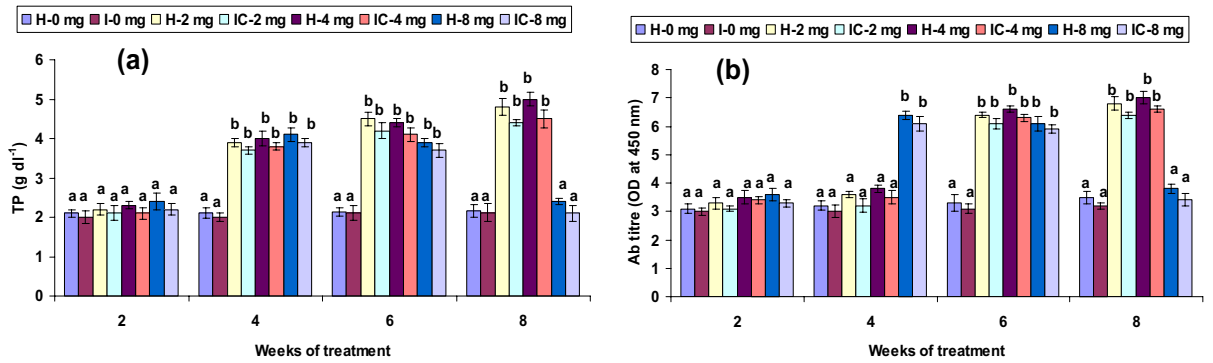 H-0 mg I-0 mg H-2 mg IC-2 mg H-4 mg IC-4 mg H-8 mg IC-8 mg
(a)
TP (g dl-1)
6
5
4
3
2
1
0
a a a a a a a a
a a b b b b b b
a a b b b b b b
a a b b b b a a
2 4 6 8
Weeks of treatment
H-0 mg I-0 mg H-2 mg IC-2 mg H-4 mg IC-4 mg H-8 mg IC-8 mg
(b)
Ab titre (OD at 450 nm)
8
7
6
5
4
3
2
1
0
a a a a a a a a
a a a a a a b b
a a b b b b b b
a a b b b b a a
2 4 6 8
Weeks of treatment